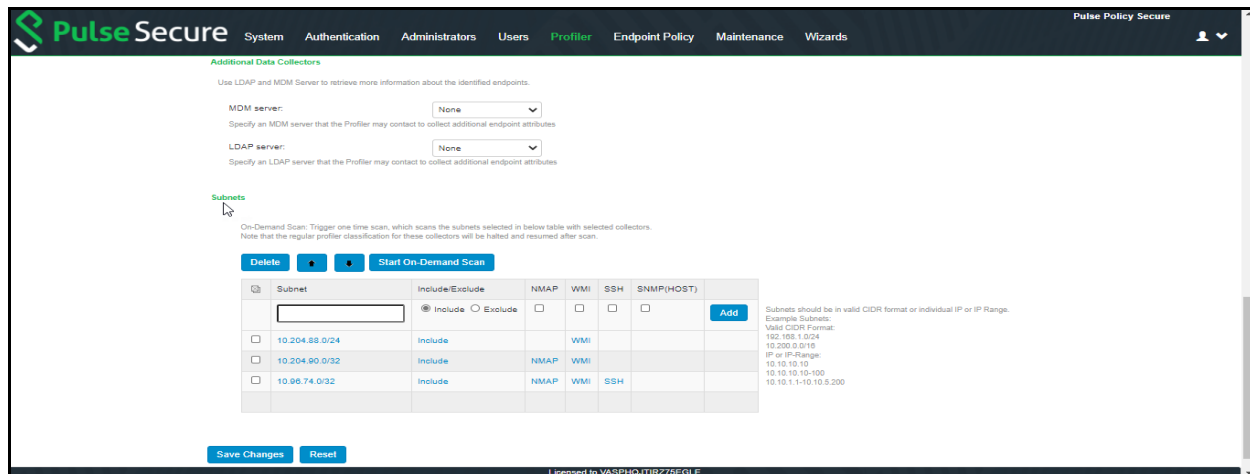 Pulse Policy Secure
Pulse Secure System Authentication Administrators Users Profiler Endpoint Policy Maintenance Wizards
Additional Data Collectors
Use LDAP and MDM Server to retrieve more information about the identified endpoints.
MDM server: None
Specify an MDM server that the Profiler may contact to collect additional endpoint attributes
LDAP server: None
Specify an LDAP server that the Profiler may contact to collect additional endpoint attributes
Subnets
On-Demand Scan: Trigger one time scan, which scans the subnets selected in below table with selected collectors.
Note that the regular profiler classification for these collectors will be halted and resumed after scan.
Delete Start On-Demand Scan
Subnet Include/Exclude NMAP WMI SSH SNMP(HOST)
Include Exclude Add
10.204.88.0/24 Include WMI
10.204.90.0/32 Include NMAP WMI
10.96.74.0/32 Include NMAP WMI SSH
Subnets should be in valid CIDR format or individual IP or IP Range.
Example Subnets:
Valid CIDR Format:
192.168.1.0/24
10.200.0.0/16
IP or IP-Range:
10.10.10.10
10.10.10.10-100
10.10.1.1-10.10.5.200
Save Changes Reset
Licensed to